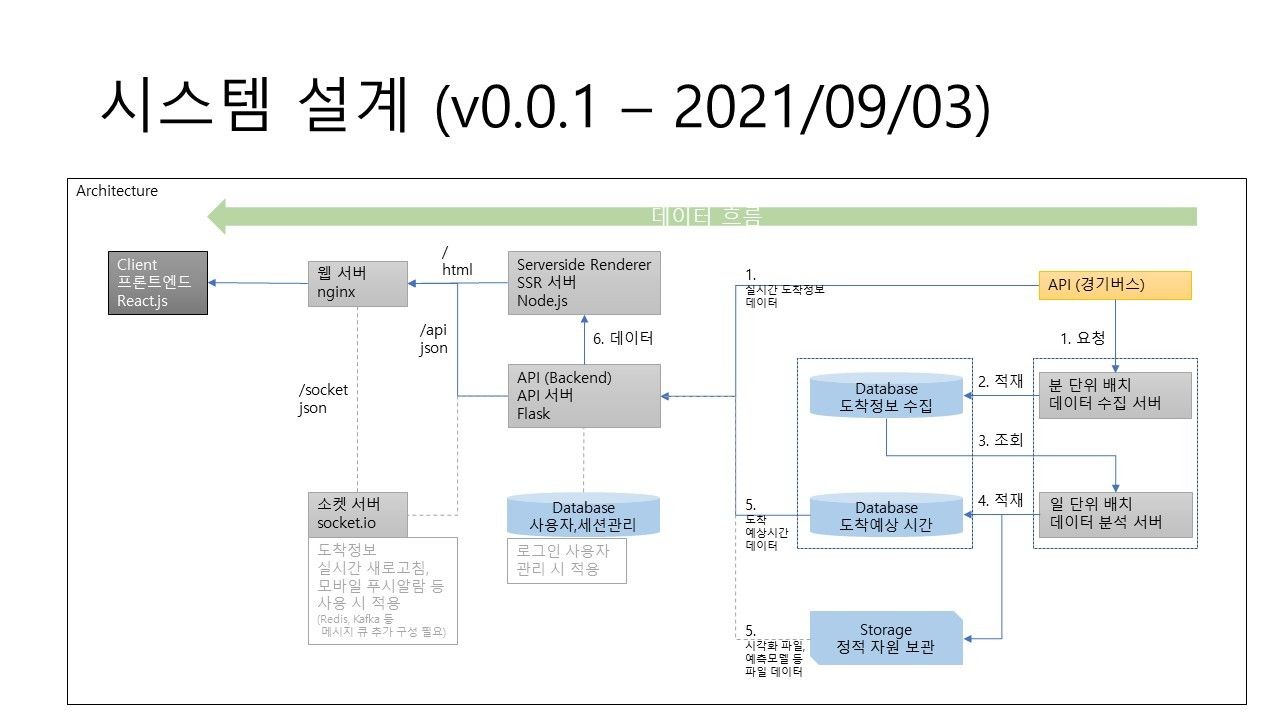 시스템 설계 (v0.0.1 – 2021/09/03)
Architecture
데이터 흐름
Client
프론트엔드
React.js
웹 서버
nginx
/
html
Serverside Renderer
SSR 서버
Node.js
1.
실시간 도착정보
데이터
API (경기버스)
/api
json
6. 데이터
1. 요청
/socket
json
API (Backend)
API 서버
Flask
Database
도착정보 수집
2. 적재
분 단위 배치
데이터 수집 서버
3. 조회
소켓 서버
socket.io
도착정보
실시간 새로고침,
모바일 푸시알람 등
사용 시 적용
(Redis, Kafka 등
메시지 큐 추가 구성 필요)
Database
사용자,세션관리
로그인 사용자
관리 시 적용
5.
도착
예상시간
데이터
Database
도착예상 시간
4. 적재
일 단위 배치
데이터 분석 서버
5.
시각화 파일,
예측모델 등
파일 데이터
Storage
정적 자원 보관